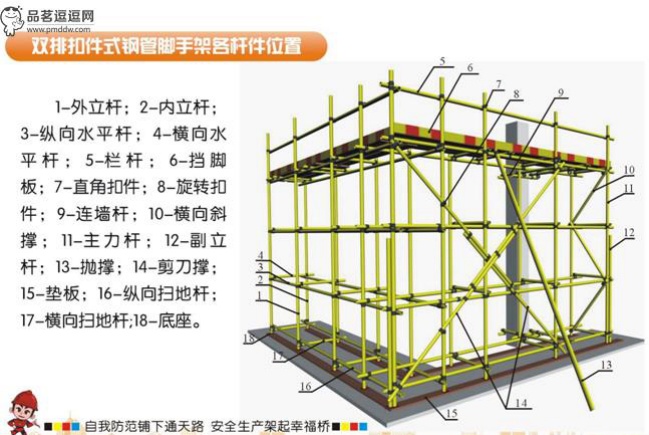 品茗逗逗网
www.pmddw.com
双排扣件式钢管脚手架各杆件位置
1-外立杆；2-内立杆；
3-纵向水平杆；4-横向水
平杆；5-栏杆；6-挡脚
板；7-直角扣件；8-旋转扣
件；9-连墙杆；10-横向斜
撑；11-主力杆；12-副立
杆；13-抛撑；14-剪刀撑；
15-垫板；16-纵向扫地杆；
17-横向扫地杆;18-底座。
5
6
7
8
9
10
11
12
4
3
2
1
18
17
16
15
14
13
自我防范铺下通天路 安全生产架起幸福桥